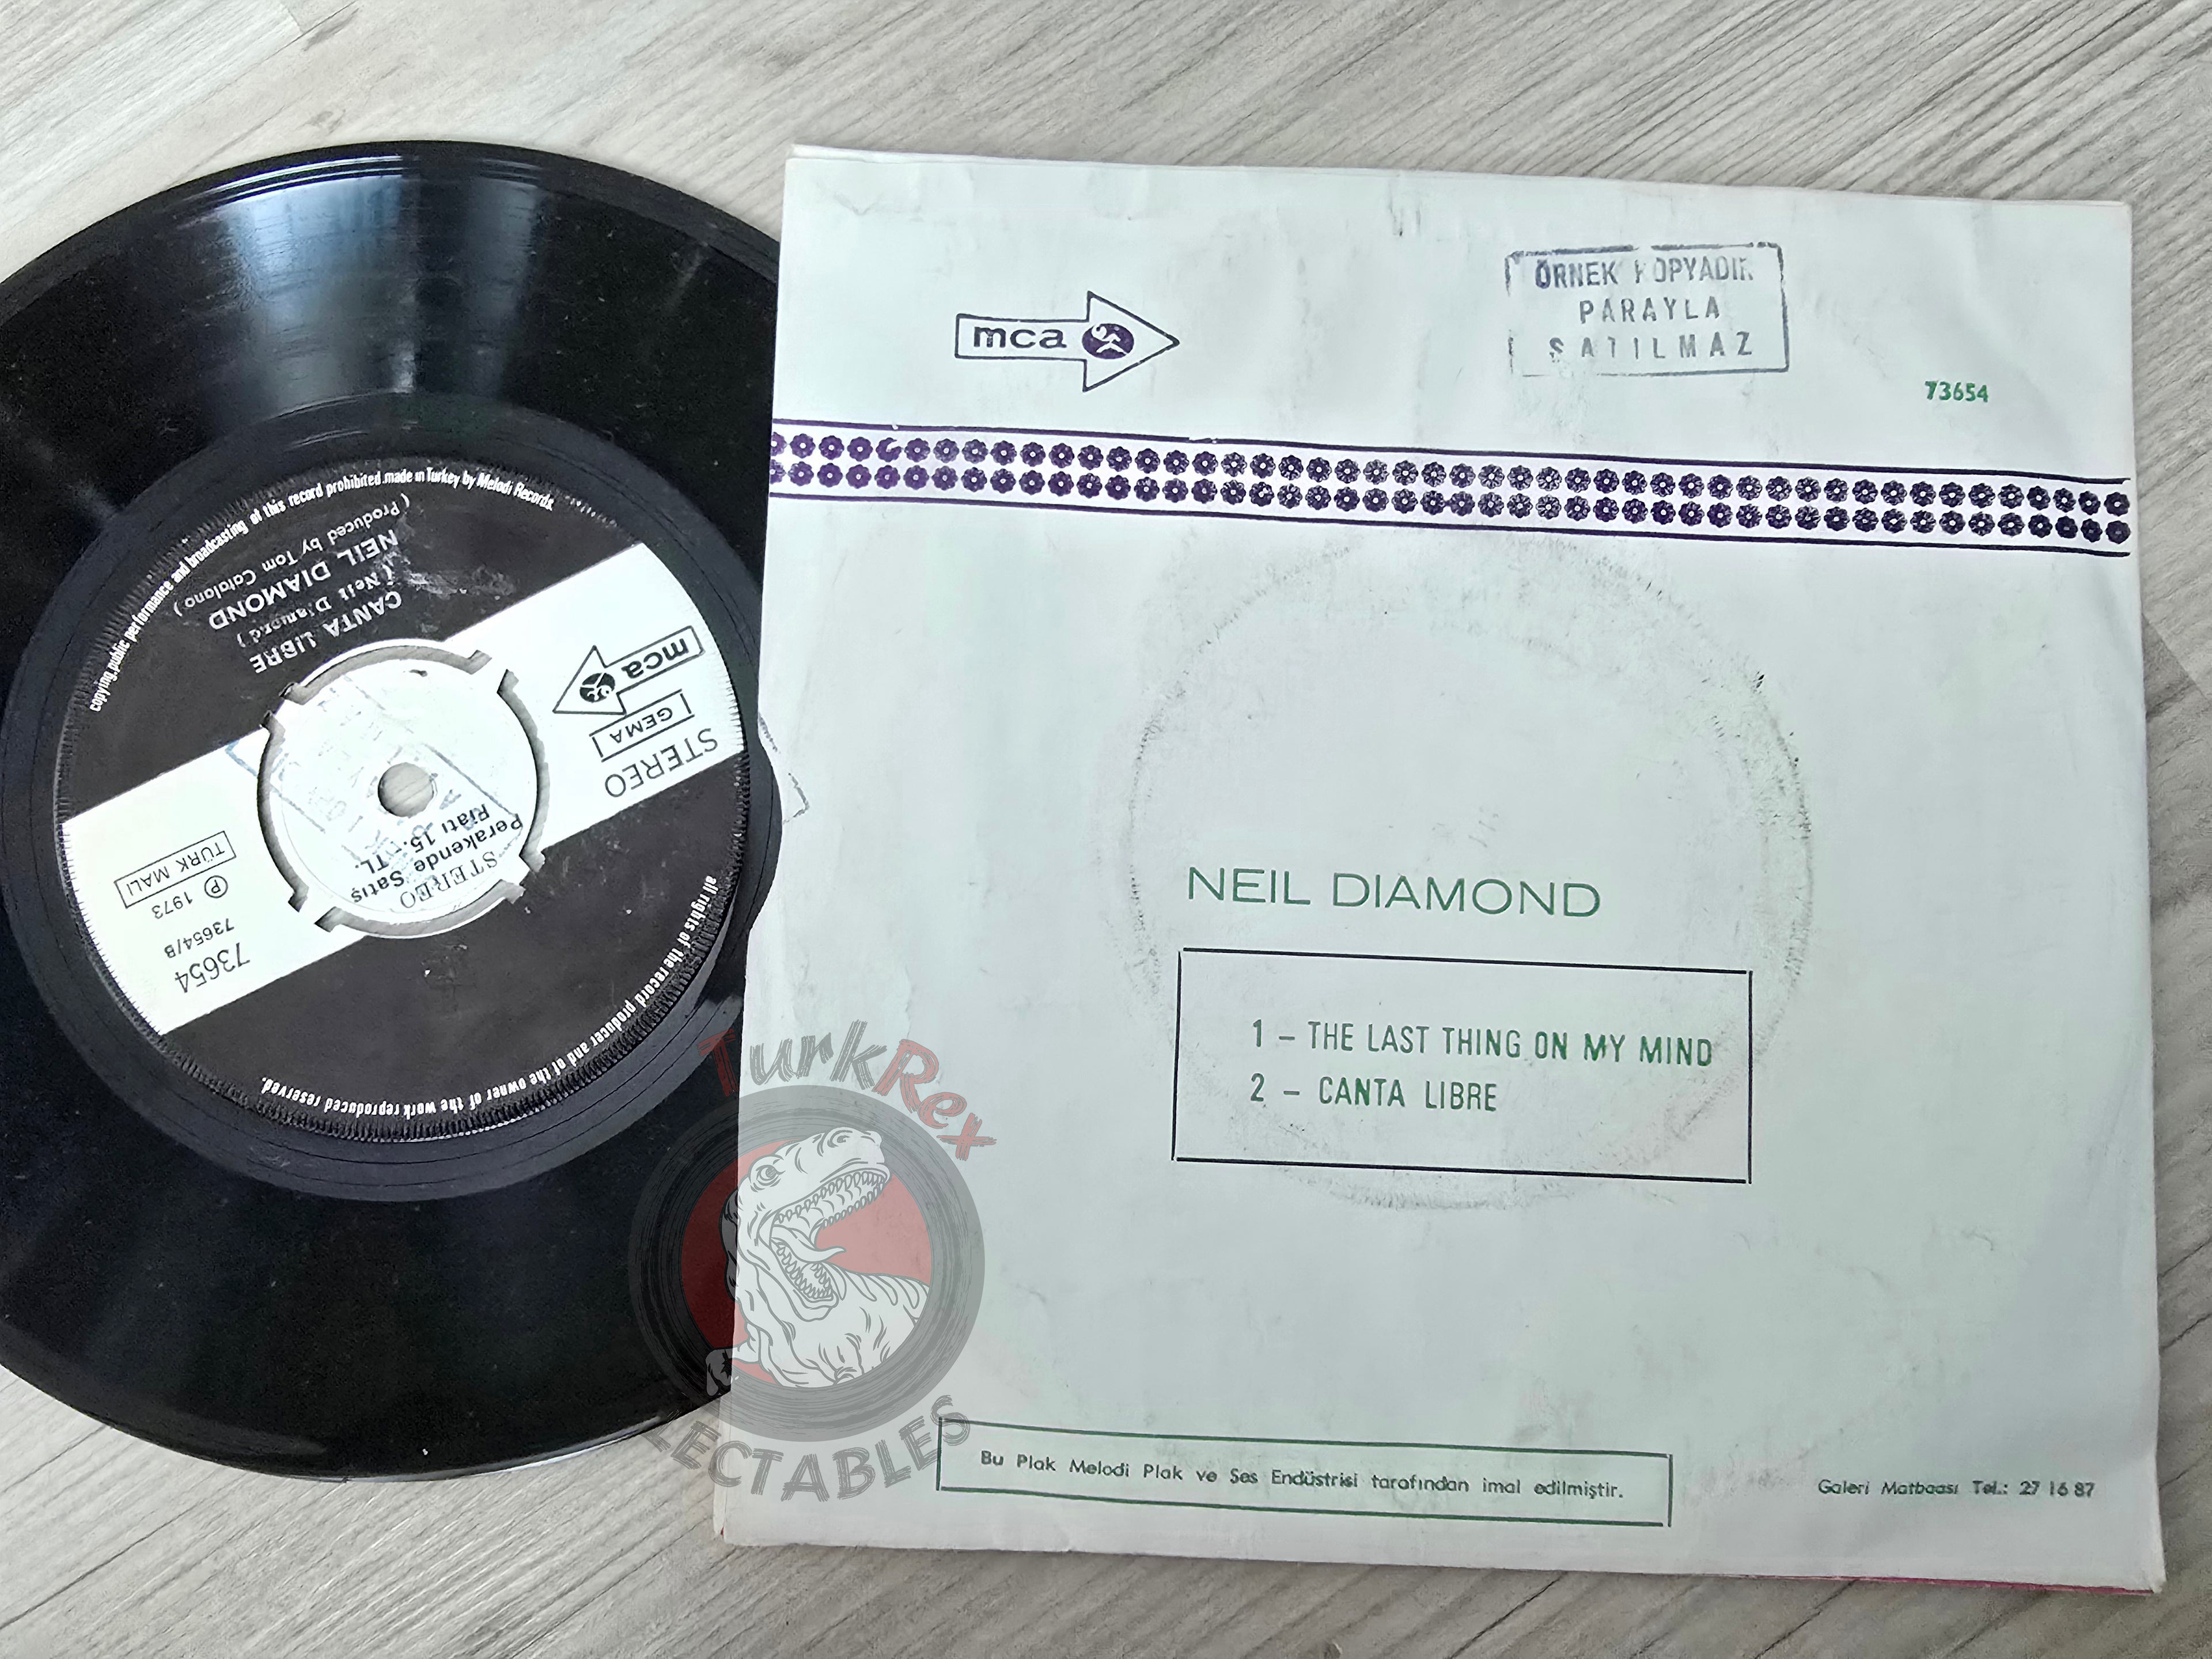 mca
ÖRNEK KOPYADIR
PARAYLA
SATILMAZ
73654
NEIL DIAMOND
1 – THE LAST THING ON MY MIND
2 – CANTA LIBRE
Bu Plak Melodi Plak ve Ses Endüstrisi tarafından imal edilmiştir.
Galeri Matbaası Tel.: 27 16 87
copying, public performance and broadcasting of this record prohibited made in Turkey by Melodi Records.
all rights of the record producer and of the owner of the work reproduced reserved.
STEREO
GEMA
mca
73654
73654/B
℗ 1973
TÜRK MALI
STEREO
Perakende Satış
Fiatı 15.- TL.
CANTA LIBRE
(Neil Diamond)
NEIL DIAMOND
(Produced by Tom Catalano)
TurkRex
LECTABLES